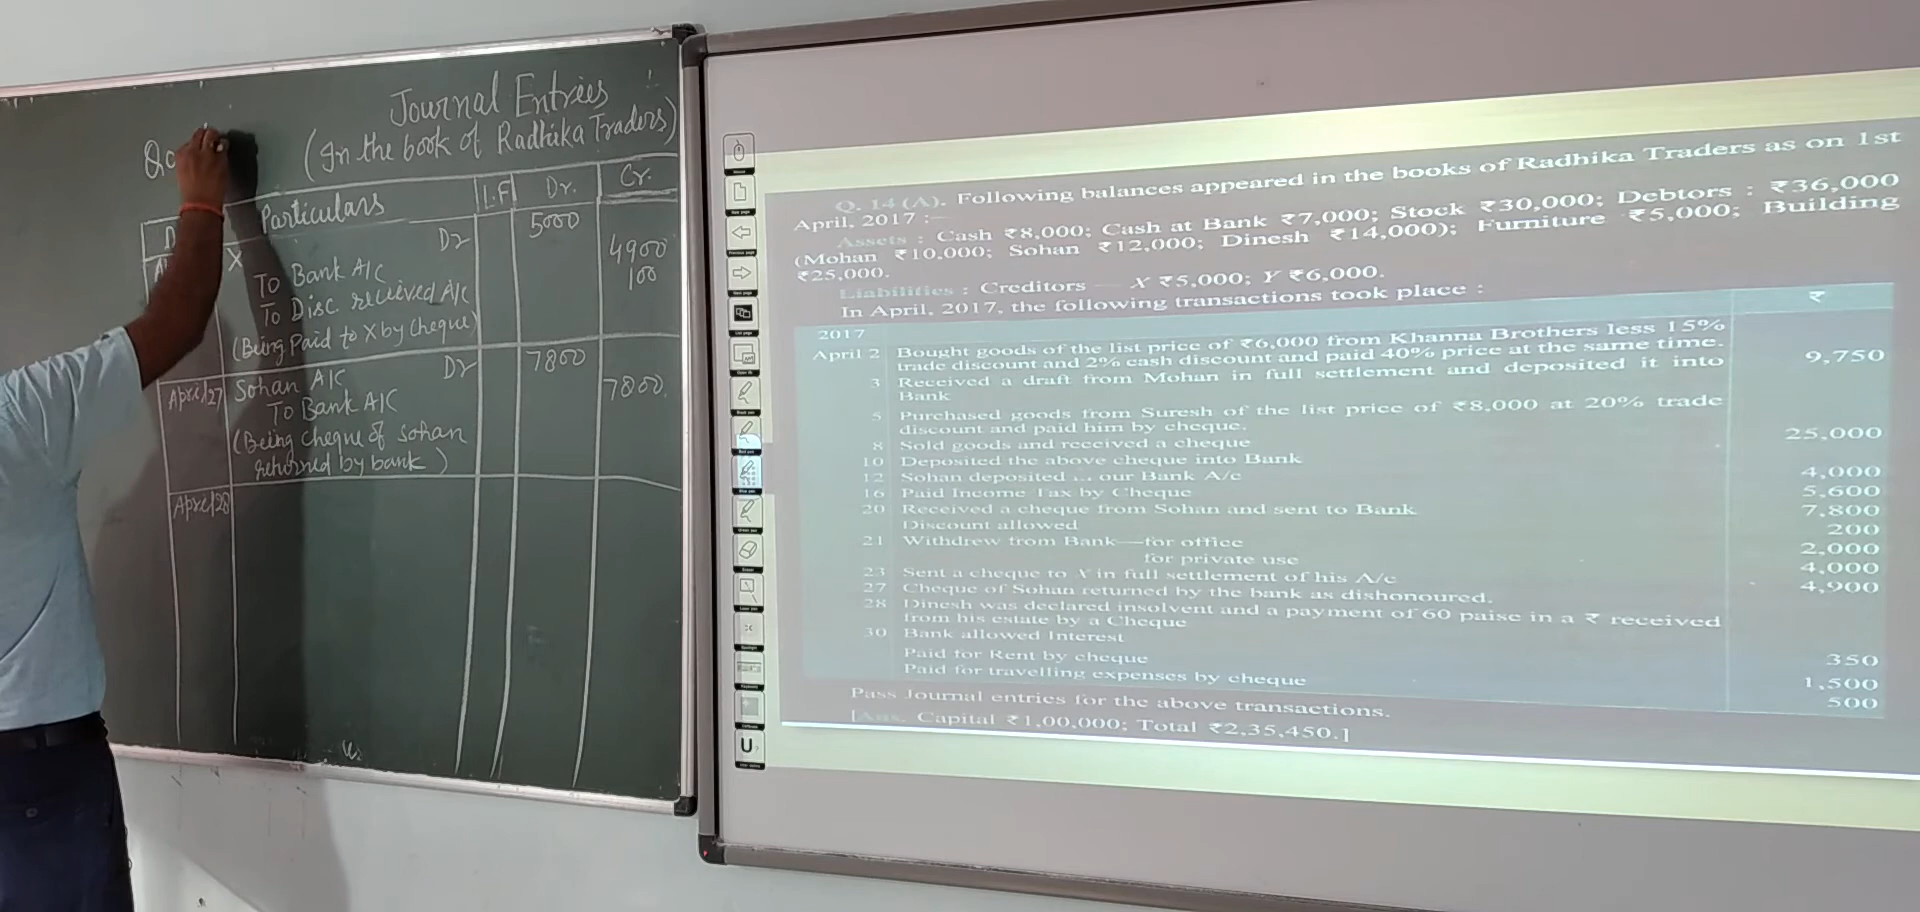 Journal Entries
(In the book of Radhika Traders)
Particulars
L.F
Dr.
Cr.
X
Dr
5000
To Bank A/C
4900
To Disc. received A/c
100
(Being Paid to X by Cheque)
April 27
Sohan A/C
Dr
7800
To Bank A/C
7800.
(Being cheque of Sohan
returned by bank)
April 28
Q. 14 (A). Following balances appeared in the books of Radhika Traders as on 1st
April, 2017 :—
Assets : Cash ₹8,000; Cash at Bank ₹7,000; Stock ₹30,000; Debtors : ₹36,000
(Mohan ₹10,000; Sohan ₹12,000; Dinesh ₹14,000); Furniture ₹5,000; Building
₹25,000.
Liabilities : Creditors — X ₹5,000; Y ₹6,000.
In April, 2017, the following transactions took place :
2017
₹
April 2 Bought goods of the list price of ₹6,000 from Khanna Brothers less 15%
trade discount and 2% cash discount and paid 40% price at the same time.
3 Received a draft from Mohan in full settlement and deposited it into
Bank
9,750
5 Purchased goods from Suresh of the list price of ₹8,000 at 20% trade
discount and paid him by cheque.
8 Sold goods and received a cheque 25,000
10 Deposited the above cheque into Bank
12 Sohan deposited ... our Bank A/c 4,000
16 Paid Income Tax by Cheque 5,600
20 Received a cheque from Sohan and sent to Bank 7,800
Discount allowed 200
21 Withdrew from Bank—for office 2,000
for private use 4,000
23 Sent a cheque to X in full settlement of his A/c 4,900
27 Cheque of Sohan returned by the bank as dishonoured.
28 Dinesh was declared insolvent and a payment of 60 paise in a ₹ received
from his estate by a Cheque
30 Bank allowed Interest 350
Paid for Rent by cheque 1,500
Paid for travelling expenses by cheque 500
Pass Journal entries for the above transactions.
[Ans. Capital ₹1,00,000; Total ₹2,35,450.]